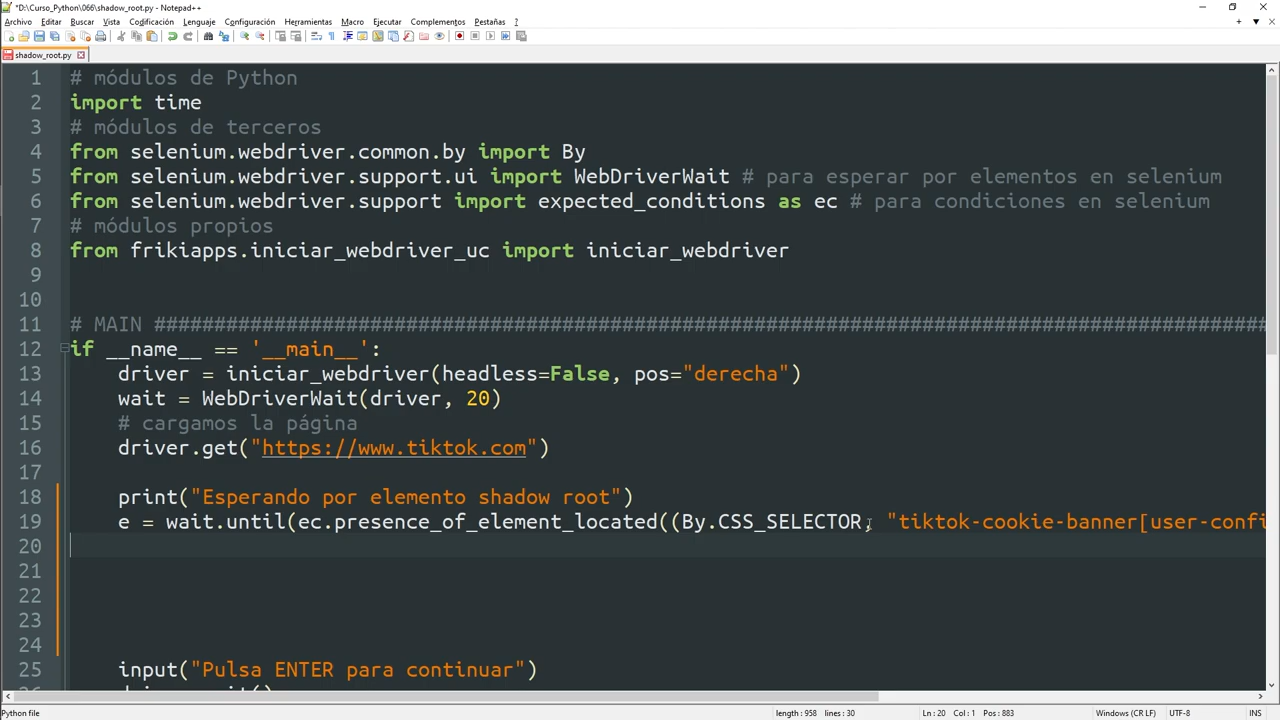 *D:\Curso_Python\066\shadow_root.py - Notepad++
Archivo Editar Buscar Vista Codificación Lenguaje Configuración Herramientas Macro Ejecutar Complementos Pestañas ?
shadow_root.py
1 # módulos de Python
2 import time
3 # módulos de terceros
4 from selenium.webdriver.common.by import By
5 from selenium.webdriver.support.ui import WebDriverWait # para esperar por elementos en selenium
6 from selenium.webdriver.support import expected_conditions as ec # para condiciones en selenium
7 # módulos propios
8 from frikiapps.iniciar_webdriver_uc import iniciar_webdriver
9
10
11 # MAIN #############################################################################################
12 if __name__ == '__main__':
13 driver = iniciar_webdriver(headless=False, pos="derecha")
14 wait = WebDriverWait(driver, 20)
15 # cargamos la página
16 driver.get("https://www.tiktok.com")
17
18 print("Esperando por elemento shadow root")
19 e = wait.until(ec.presence_of_element_located((By.CSS_SELECTOR, "tiktok-cookie-banner[user-confi
20
21
22
23
24
25 input("Pulsa ENTER para continuar")
Python file length : 958 lines : 30 Ln : 20 Col : 1 Pos : 883 Windows (CR LF) UTF-8 INS